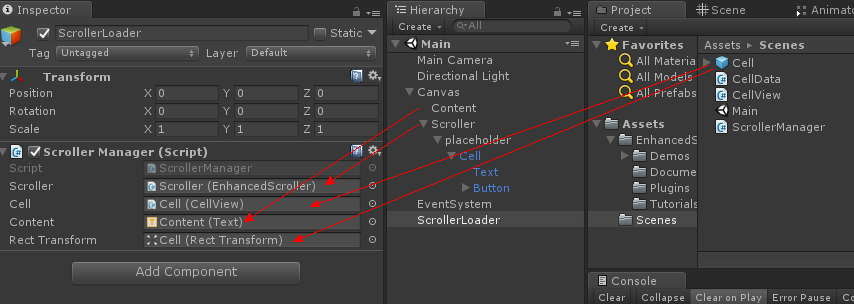 Inspector
ScrollerLoader
Static
Tag Untagged Layer Default
Transform
Position X 0 Y 0 Z 0
Rotation X 0 Y 0 Z 0
Scale X 1 Y 1 Z 1
Scroller Manager (Script)
Script ScrollerManager
Scroller Scroller (EnhancedScroller)
Cell Cell (CellView)
Content Content (Text)
Rect Transform Cell (Rect Transform)
Add Component
Hierarchy
Create All
Main
Main Camera
Directional Light
Canvas
Content
Scroller
placeholder
Cell
Text
Button
EventSystem
ScrollerLoader
Project Scene Animato
Create
Favorites
All Materia
All Models
All Prefabs
Assets
EnhancedS
Demos
Docume
Plugins
Tutorials
Scenes
Assets Scenes
Cell
CellData
CellView
Main
ScrollerManager
Console
Clear Collapse Clear on Play Error Pause Co